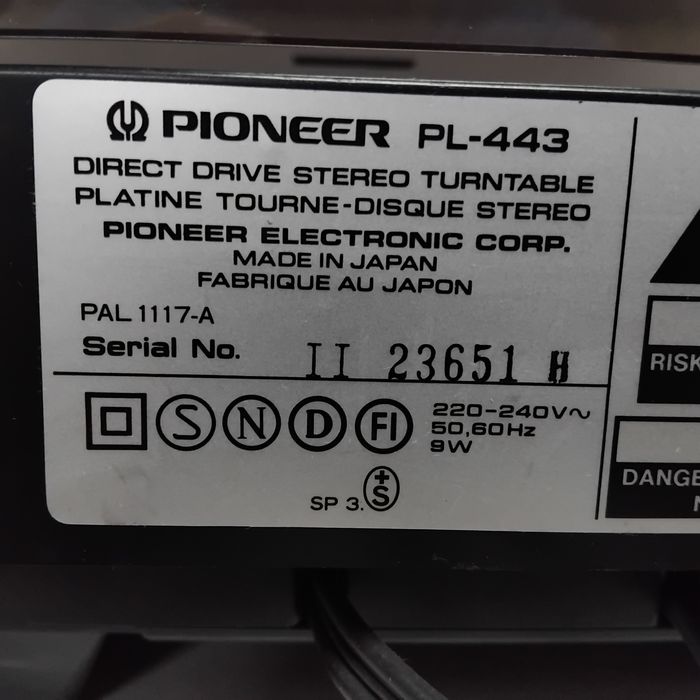 PIONEER PL-443
DIRECT DRIVE STEREO TURNTABLE
PLATINE TOURNE-DISQUE STEREO
PIONEER ELECTRONIC CORP.
MADE IN JAPAN
FABRIQUE AU JAPON
PAL 1117-A
Serial No. II 23651 H
S N D FI
220-240V~
50,60Hz
9W
SP 3. +S
RISK
DANGE